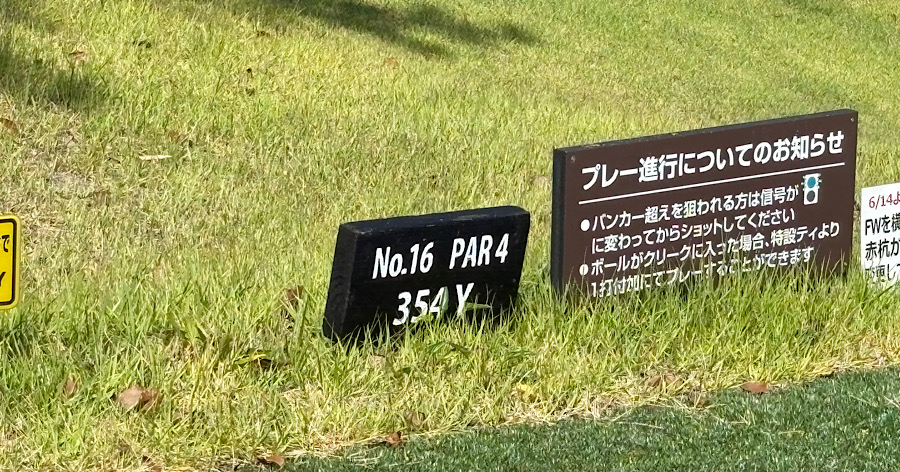 で
No.16 PAR4
354 Y
プレー進行についてのお知らせ
●バンカー超えを狙われる方は信号が
に変わってからショットしてください
●ボールがクリークに入った場合、特設ティより
1打付加にてプレーすることができます
6/14よ
FWを横
赤杭が